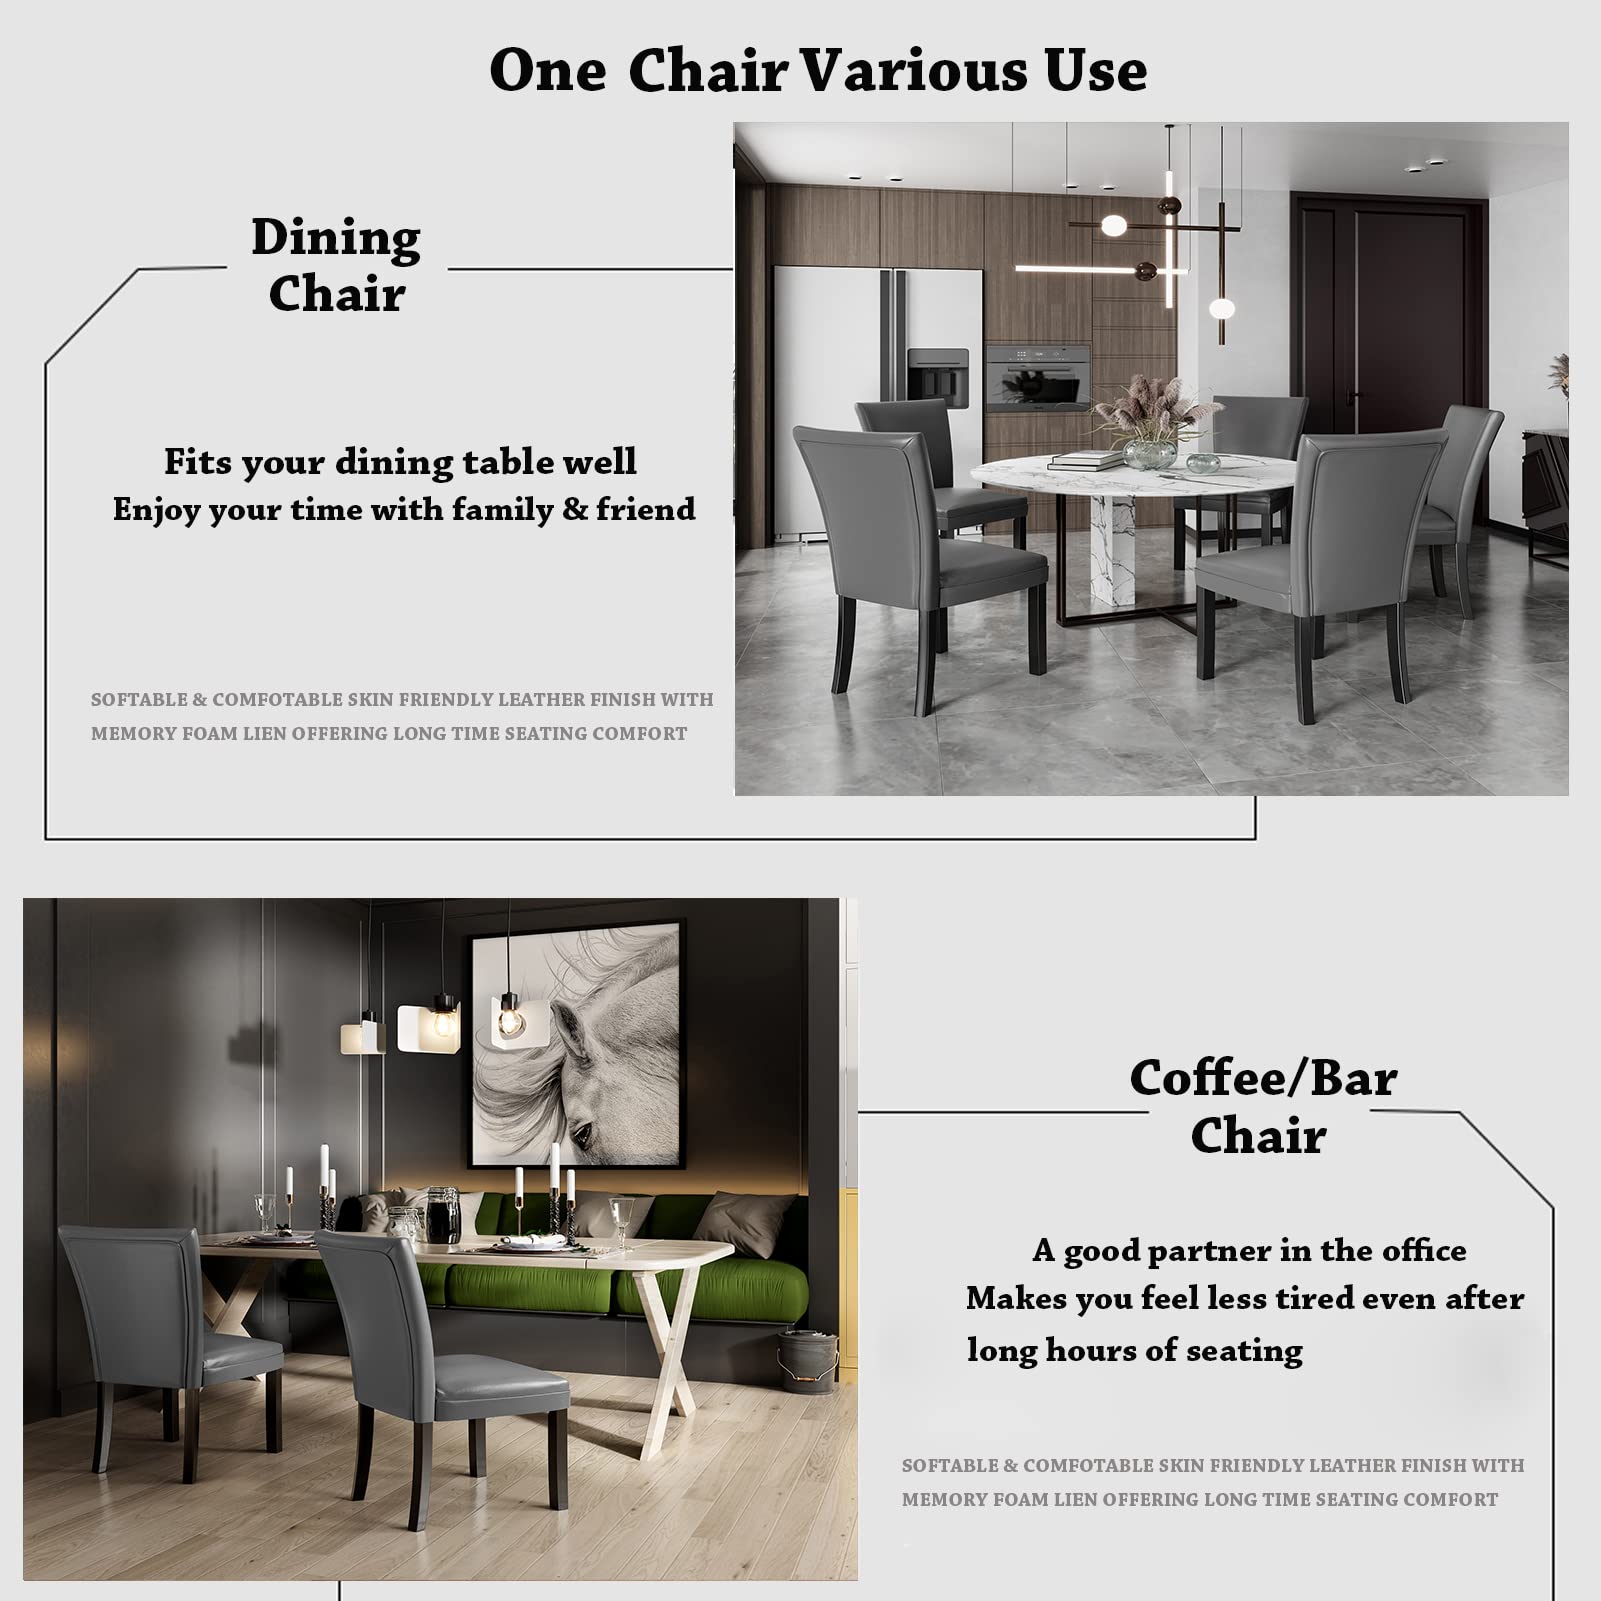 One Chair Various Use
Dining
Chair
Fits your dining table well
Enjoy your time with family & friend
SOFTABLE & COMFOTABLE SKIN FRIENDLY LEATHER FINISH WITH
MEMORY FOAM LIEN OFFERING LONG TIME SEATING COMFORT
Coffee/Bar
Chair
A good partner in the office
Makes you feel less tired even after
long hours of seating
SOFTABLE & COMFOTABLE SKIN FRIENDLY LEATHER FINISH WITH
MEMORY FOAM LIEN OFFERING LONG TIME SEATING COMFORT